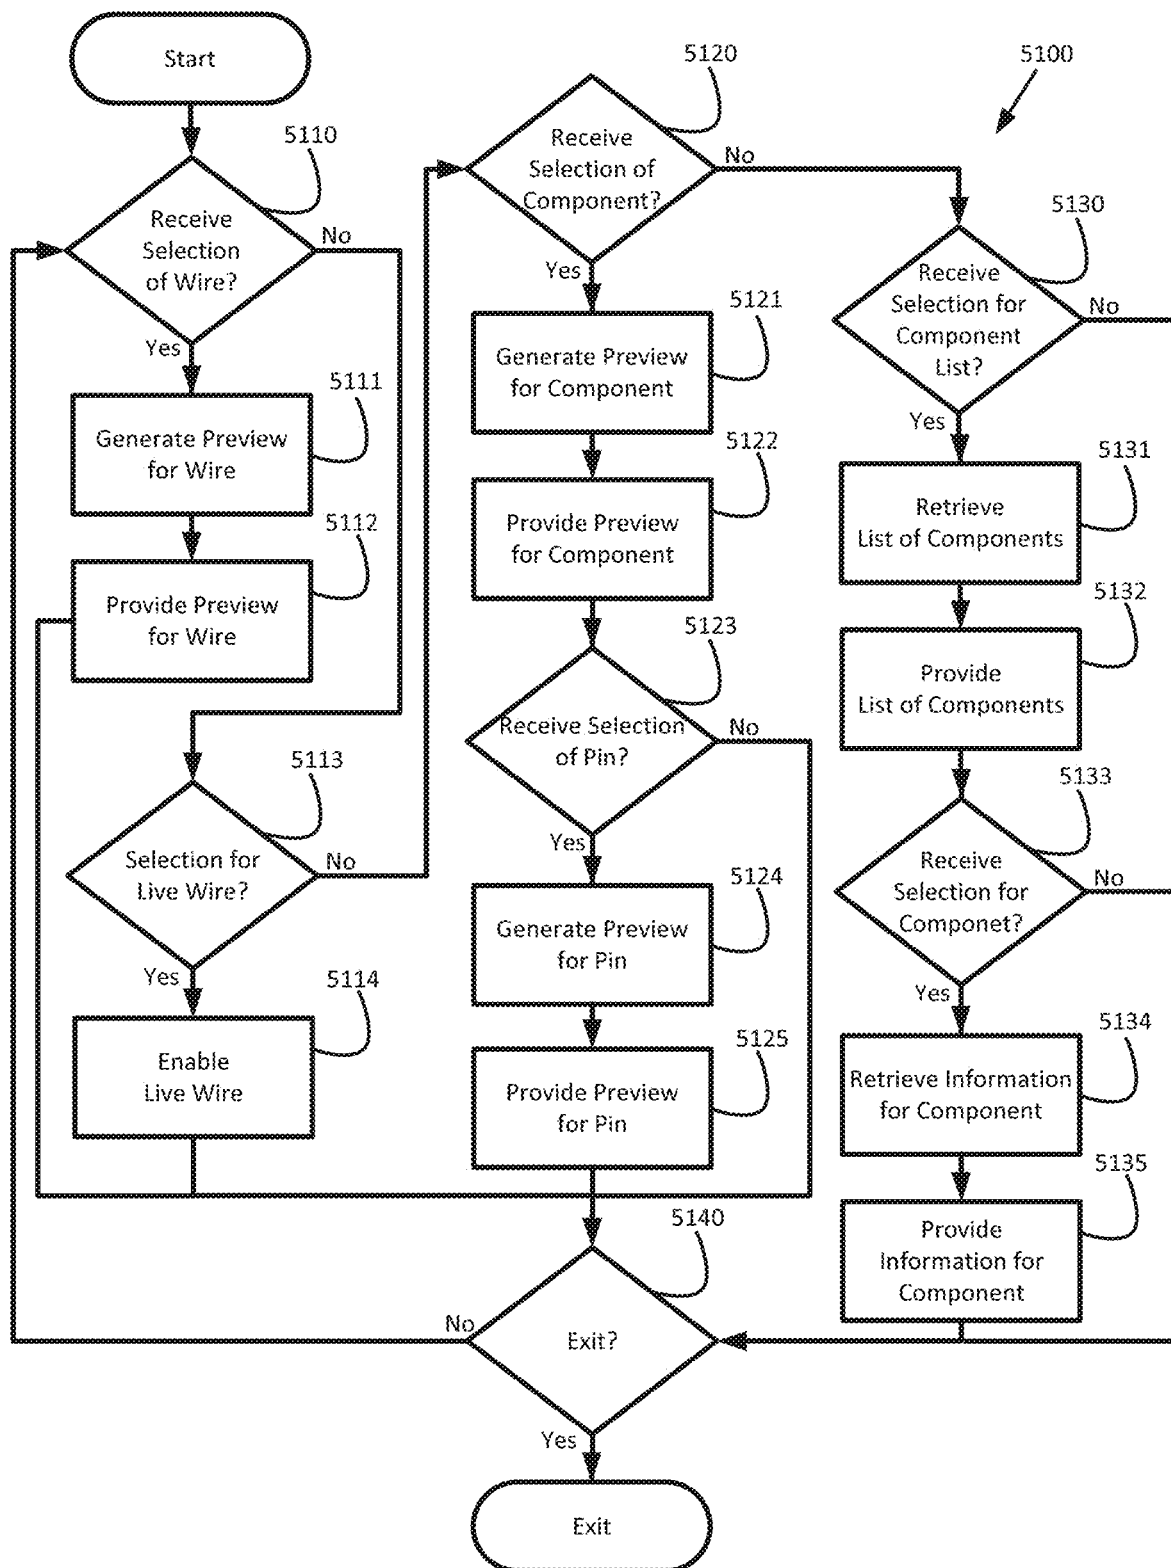 Start
5110
Receive
Selection
of Wire?
No
Yes
5111
Generate Preview
for Wire
5112
Provide Preview
for Wire
5113
Selection for
Live Wire?
No
Yes
5114
Enable
Live Wire
5120
Receive
Selection of
Component?
No
Yes
5121
Generate Preview
for Component
5122
Provide Preview
for Component
5123
Receive Selection
of Pin?
No
Yes
5124
Generate Preview
for Pin
5125
Provide Preview
for Pin
5100
5130
Receive
Selection for
Component
List?
No
Yes
5131
Retrieve
List of Components
5132
Provide
List of Components
5133
Receive
Selection for
Componet?
No
Yes
5134
Retrieve Information
for Component
5135
Provide
Information for
Component
5140
Exit?
No
Yes
Exit